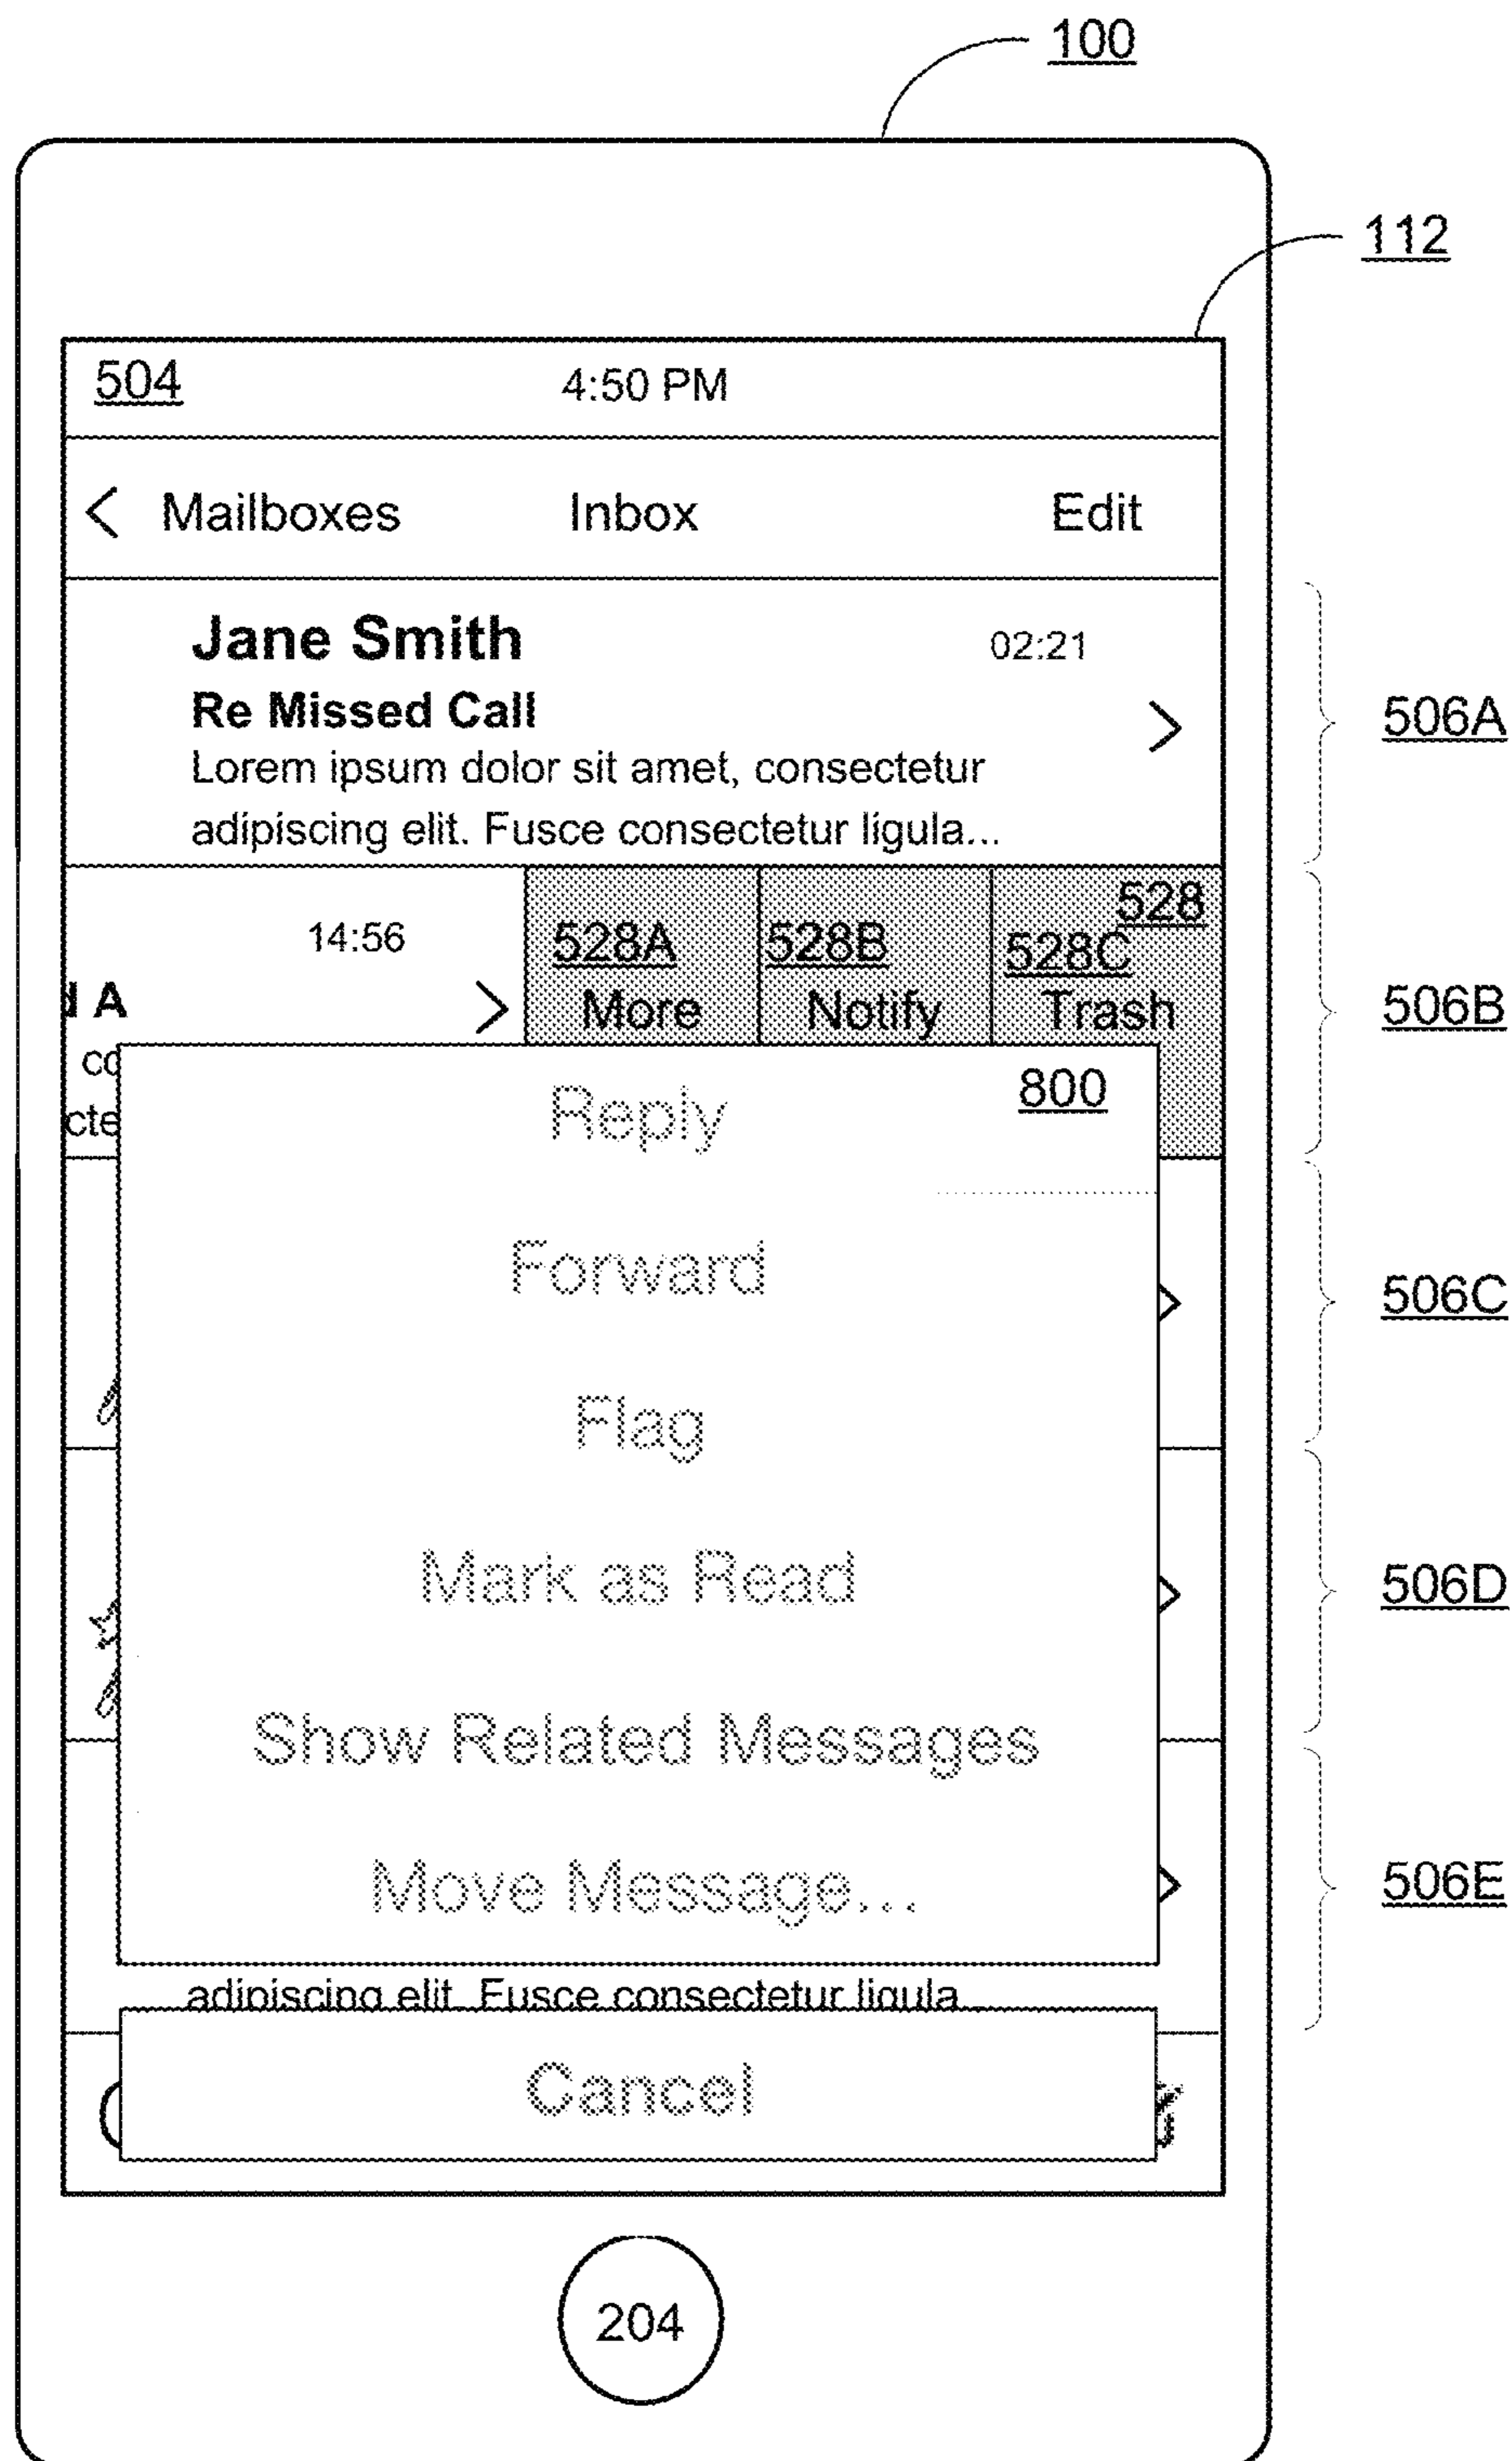 100
112
504 4:50 PM
< Mailboxes Inbox Edit
Jane Smith 02:21
Re Missed Call
506A
Lorem ipsum dolor sit amet, consectetur
adipiscing elit. Fusce consectetur ligula...
528
14:56 528A 528B 528C
d A > More Notify Trash 506B
co
cte
Reply 800
Forward
506C
Flag
Mark as Read 506D
Show Related Messages
Move Message... 506E
adipiscing elit. Fusce consectetur ligula...
Cancel
204